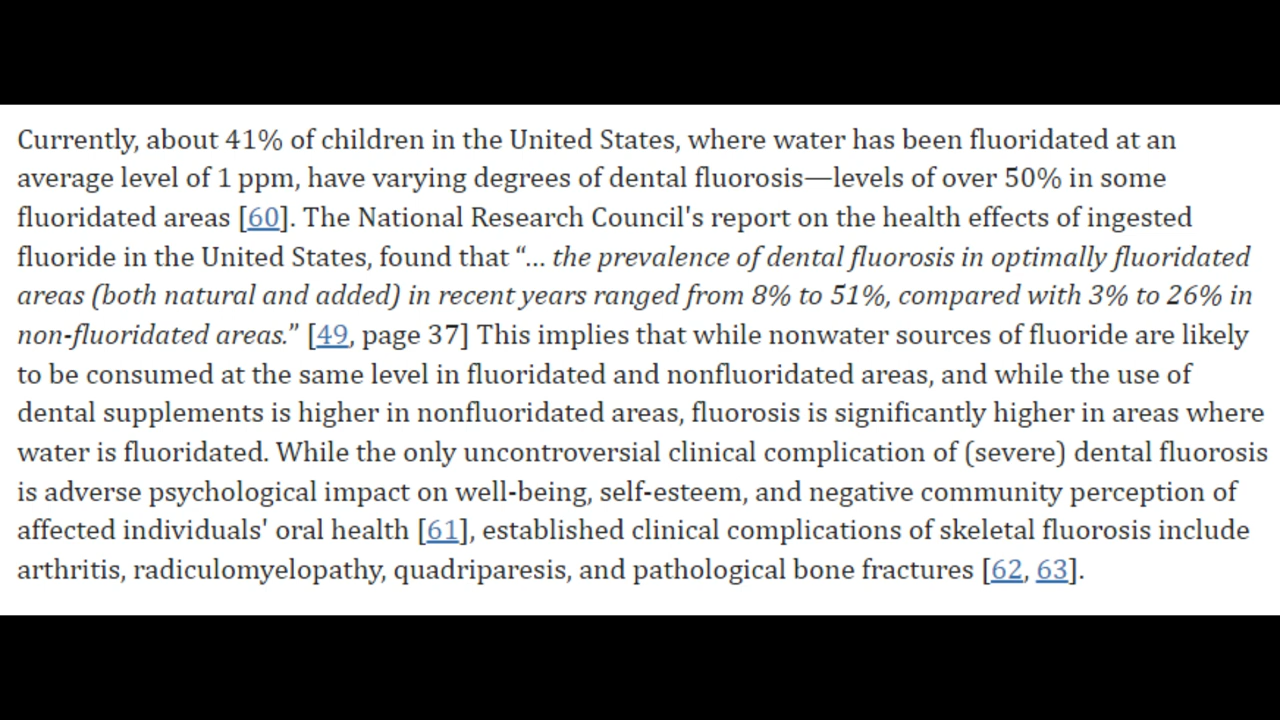 Currently, about 41% of children in the United States, where water has been fluoridated at an
average level of 1 ppm, have varying degrees of dental fluorosis—levels of over 50% in some
fluoridated areas [60]. The National Research Council's report on the health effects of ingested
fluoride in the United States, found that “… the prevalence of dental fluorosis in optimally fluoridated
areas (both natural and added) in recent years ranged from 8% to 51%, compared with 3% to 26% in
non-fluoridated areas.” [49, page 37] This implies that while nonwater sources of fluoride are likely
to be consumed at the same level in fluoridated and nonfluoridated areas, and while the use of
dental supplements is higher in nonfluoridated areas, fluorosis is significantly higher in areas where
water is fluoridated. While the only uncontroversial clinical complication of (severe) dental fluorosis
is adverse psychological impact on well-being, self-esteem, and negative community perception of
affected individuals' oral health [61], established clinical complications of skeletal fluorosis include
arthritis, radiculomyelopathy, quadriparesis, and pathological bone fractures [62, 63].